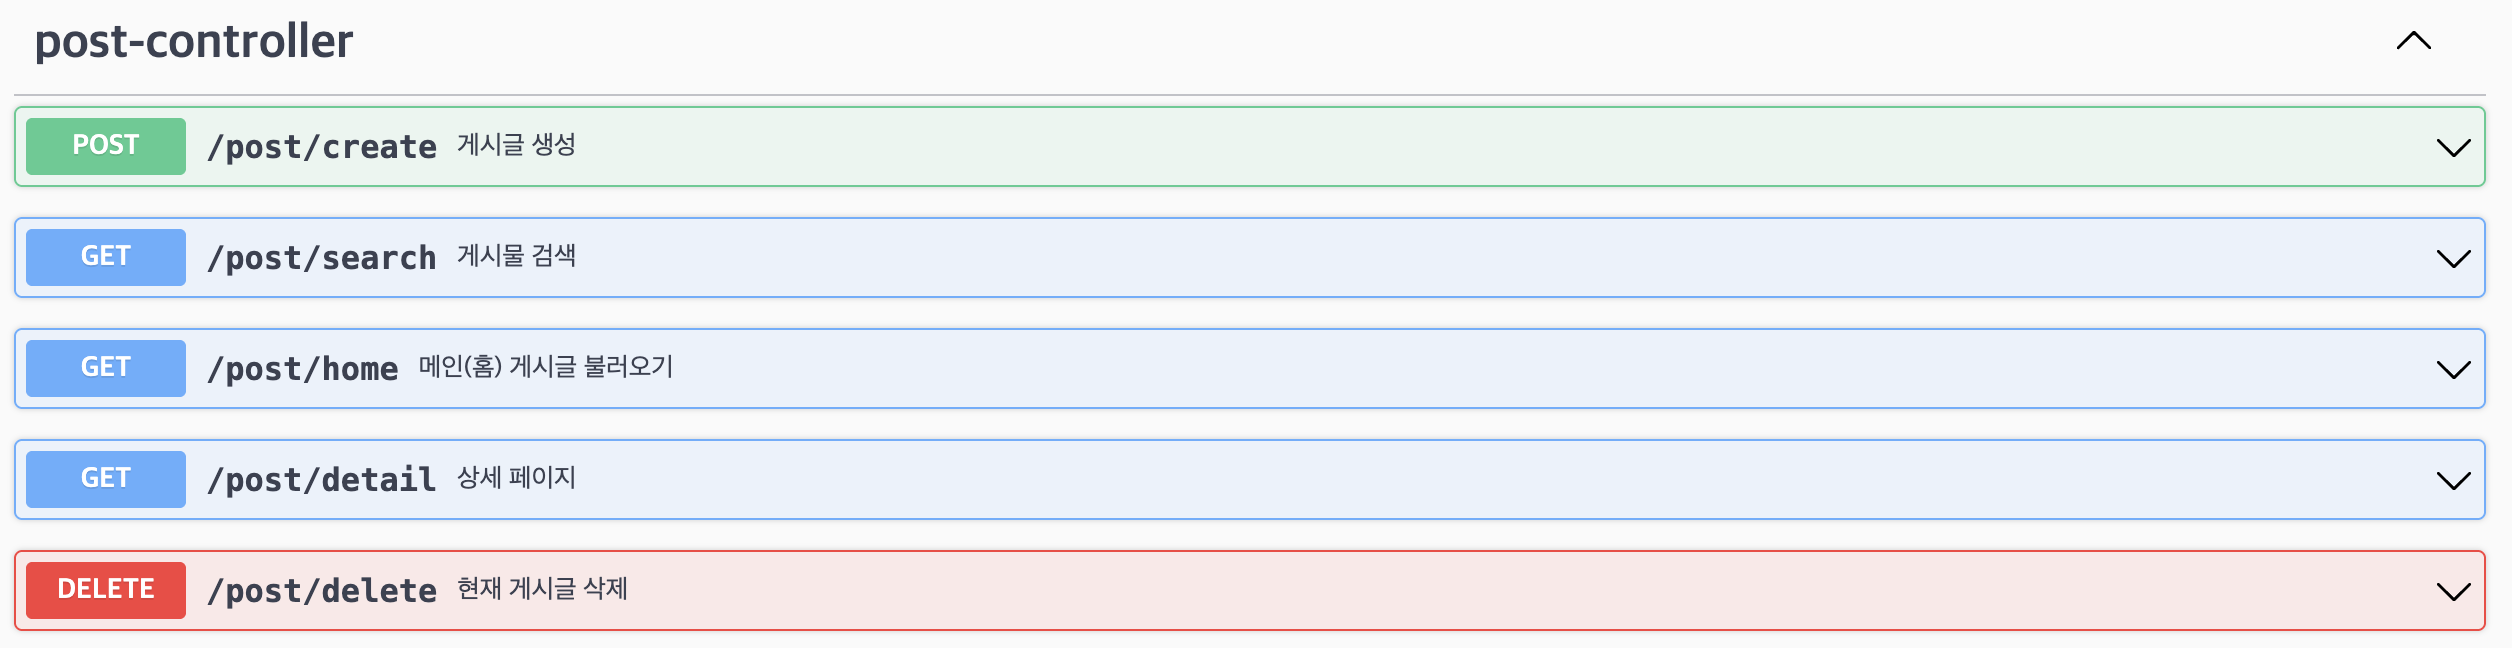 post-controller
POST /post/create 게시글 생성
GET /post/search 게시물 검색
GET /post/home 메인(홈) 게시글 불러오기
GET /post/detail 상세 페이지
DELETE /post/delete 현재 게시글 삭제